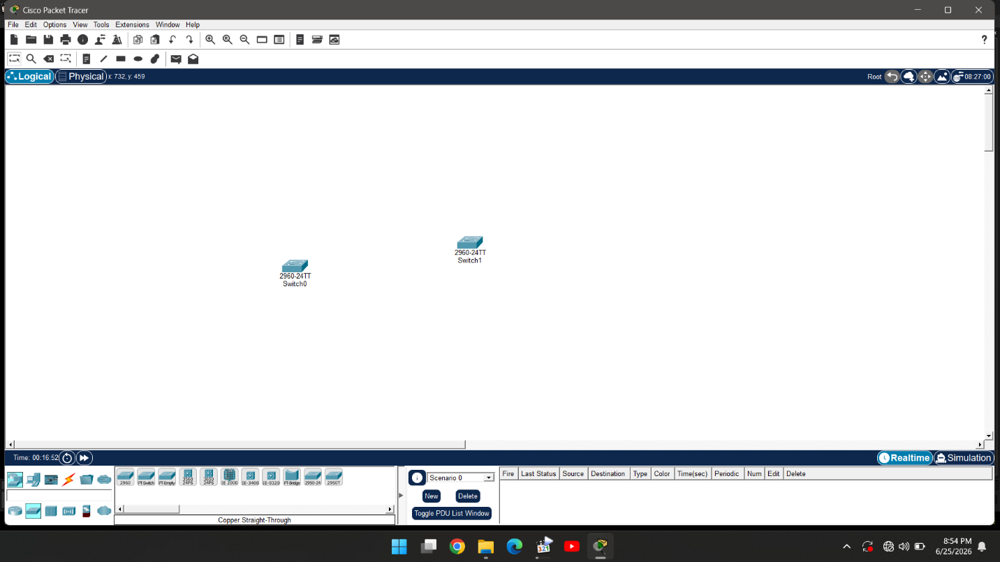 Cisco Packet Tracer
File Edit Options View Tools Extensions Window Help
?
Logical Physical x: 732, y: 459 Root 08:27:00
2960-24TT
Switch1
2960-24TT
Switch0
Time: 00:16:52 Realtime Simulation
2960 PT-Switch PT-Empty 3560 24PS 3650 24PS IE 2000 IE-3400 IE-9320 PT-Bridge 2950-24 2950T
Copper Straight-Through
Scenario 0
New Delete
Toggle PDU List Window
Fire Last Status Source Destination Type Color Time(sec) Periodic Num Edit Delete
321
8:54 PM
6/25/2026